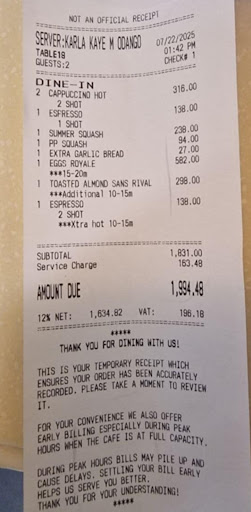 NOT AN OFFICIAL RECEIPT
SERVER:KARLA KAYE M ODANGO
07/22/2025
TABLE19 01:42 PM
GUESTS:2 CHECK# 1
DINE-IN
2 CAPPUCCINO HOT 316.00
2 SHOT
1 ESPRESSO 138.00
1 SHOT
1 SUMMER SQUASH 238.00
1 PP SQUASH 94.00
1 EXTRA GARLIC BREAD 27.00
1 EGGS ROYALE 582.00
***15-20m
1 TOASTED ALMOND SANS RIVAL 298.00
***Additional 10-15m
1 ESPRESSO 138.00
2 SHOT
***Xtra hot 10-15m
SUBTOTAL 1,831.00
Service Charge 163.48
AMOUNT DUE 1,994.48
12% NET: 1,634.82 VAT: 196.18
*****
THANK YOU FOR DINING WITH US!
*****
THIS IS YOUR TEMPORARY RECEIPT WHICH
ENSURES YOUR ORDER HAS BEEN ACCURATELY
RECORDED. PLEASE TAKE A MOMENT TO REVIEW
IT.
FOR YOUR CONVENIENCE WE ALSO OFFER
EARLY BILLING ESPECIALLY DURING PEAK
HOURS WHEN THE CAFE IS AT FULL CAPACITY.
DURING PEAK HOURS BILLS MAY PILE UP AND
CAUSE DELAYS. SETTLING YOUR BILL EARLY
HELPS US SERVE YOU BETTER.
THANK YOU FOR YOUR UNDERSTANDING!
*****